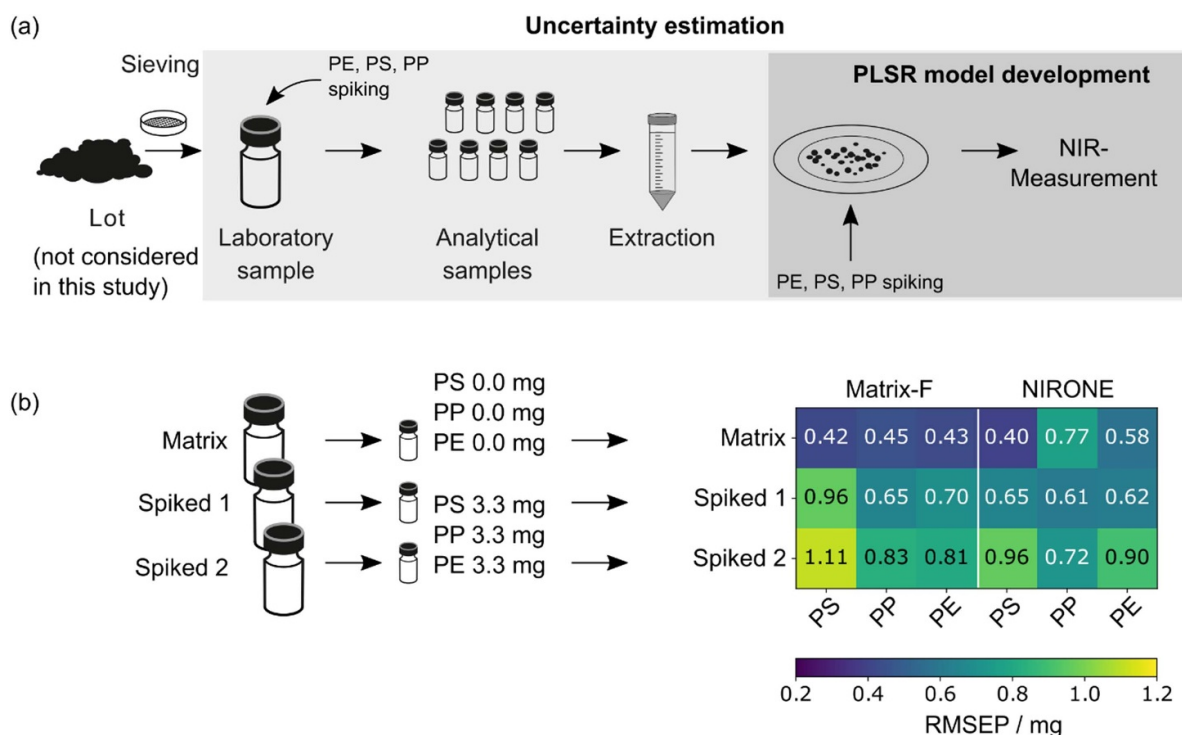 (a)
Uncertainty estimation
Sieving
PE, PS, PP
spiking
PLSR model development
Lot
(not considered
in this study)
Laboratory
sample
Analytical
samples
Extraction
NIR-
Measurement
PE, PS, PP spiking
(b)
Matrix
PS 0.0 mg
PP 0.0 mg
PE 0.0 mg
Spiked 1
PS 3.3 mg
PP 3.3 mg
PE 3.3 mg
Spiked 2
Matrix-F NIRONE
Matrix 0.42 0.45 0.43 0.40 0.77 0.58
Spiked 1 0.96 0.65 0.70 0.65 0.61 0.62
Spiked 2 1.11 0.83 0.81 0.96 0.72 0.90
PS PP PE PS PP PE
0.2 0.4 0.6 0.8 1.0 1.2
RMSEP / mg